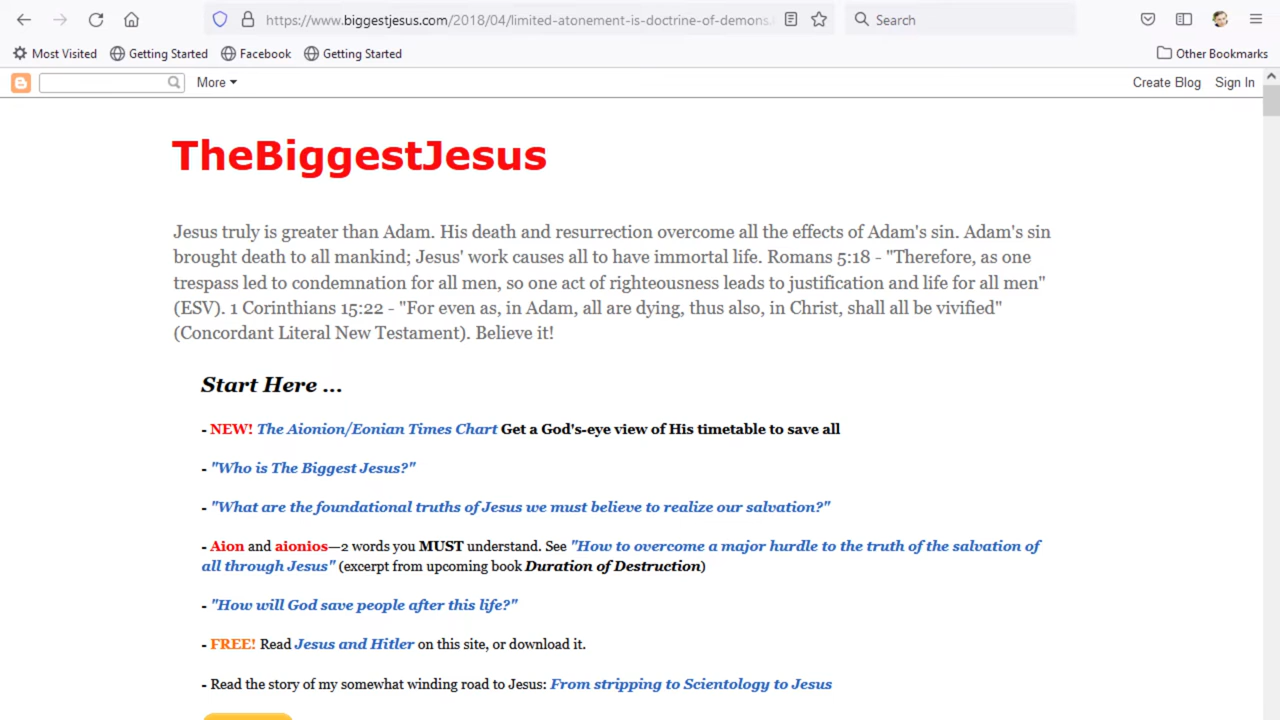 https://www.biggestjesus.com/2018/04/limited-atonement-is-doctrine-of-demons.
Search
Most Visited Getting Started Facebook Getting Started Other Bookmarks
More Create Blog Sign In
TheBiggestJesus
Jesus truly is greater than Adam. His death and resurrection overcome all the effects of Adam's sin. Adam's sin
brought death to all mankind; Jesus' work causes all to have immortal life. Romans 5:18 - "Therefore, as one
trespass led to condemnation for all men, so one act of righteousness leads to justification and life for all men"
(ESV). 1 Corinthians 15:22 - "For even as, in Adam, all are dying, thus also, in Christ, shall all be vivified"
(Concordant Literal New Testament). Believe it!
Start Here ...
- NEW! The Aionion/Eonian Times Chart Get a God's-eye view of His timetable to save all
- "Who is The Biggest Jesus?"
- "What are the foundational truths of Jesus we must believe to realize our salvation?"
- Aion and aionios—2 words you MUST understand. See "How to overcome a major hurdle to the truth of the salvation of
all through Jesus" (excerpt from upcoming book Duration of Destruction)
- "How will God save people after this life?"
- FREE! Read Jesus and Hitler on this site, or download it.
- Read the story of my somewhat winding road to Jesus: From stripping to Scientology to Jesus